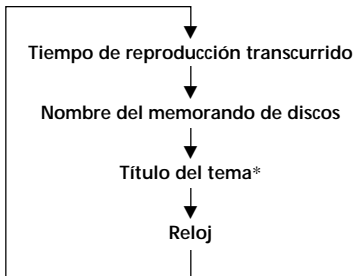 Tiempo de reproducción transcurrido
Nombre del memorando de discos
Título del tema*
Reloj